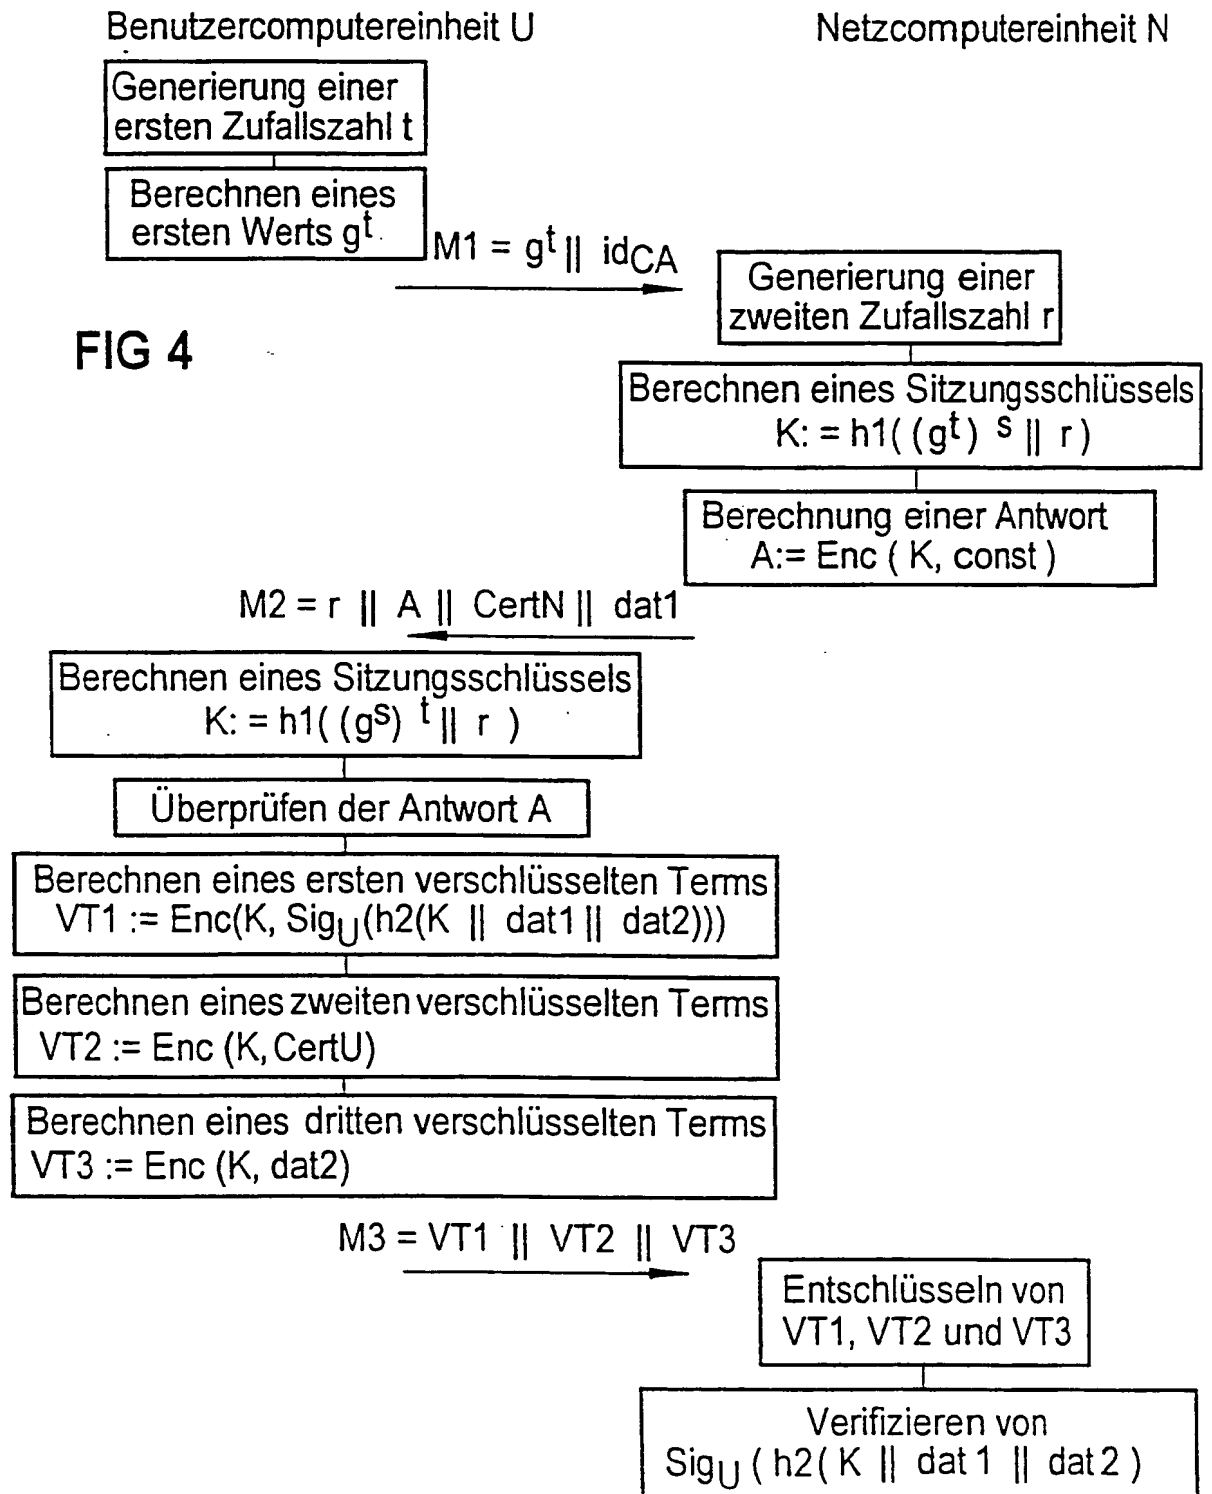 Benutzercomputereinheit U
Netzcomputereinheit N
Generierung einer
ersten Zufallszahl t
Berechnen eines
ersten Werts g^t
M1 = g^t || id_CA
Generierung einer
zweiten Zufallszahl r
FIG 4
Berechnen eines Sitzungsschlüssels
K: = h1( (g^t) ^s || r )
Berechnung einer Antwort
A:= Enc ( K, const )
M2 = r || A || CertN || dat1
Berechnen eines Sitzungsschlüssels
K: = h1( (g^s) ^t || r )
Überprüfen der Antwort A
Berechnen eines ersten verschlüsselten Terms
VT1 := Enc(K, Sig_U(h2(K || dat1 || dat2)))
Berechnen eines zweiten verschlüsselten Terms
VT2 := Enc (K, CertU)
Berechnen eines dritten verschlüsselten Terms
VT3 := Enc (K, dat2)
M3 = VT1 || VT2 || VT3
Entschlüsseln von
VT1, VT2 und VT3
Verifizieren von
Sig_U ( h2( K || dat 1 || dat 2 )